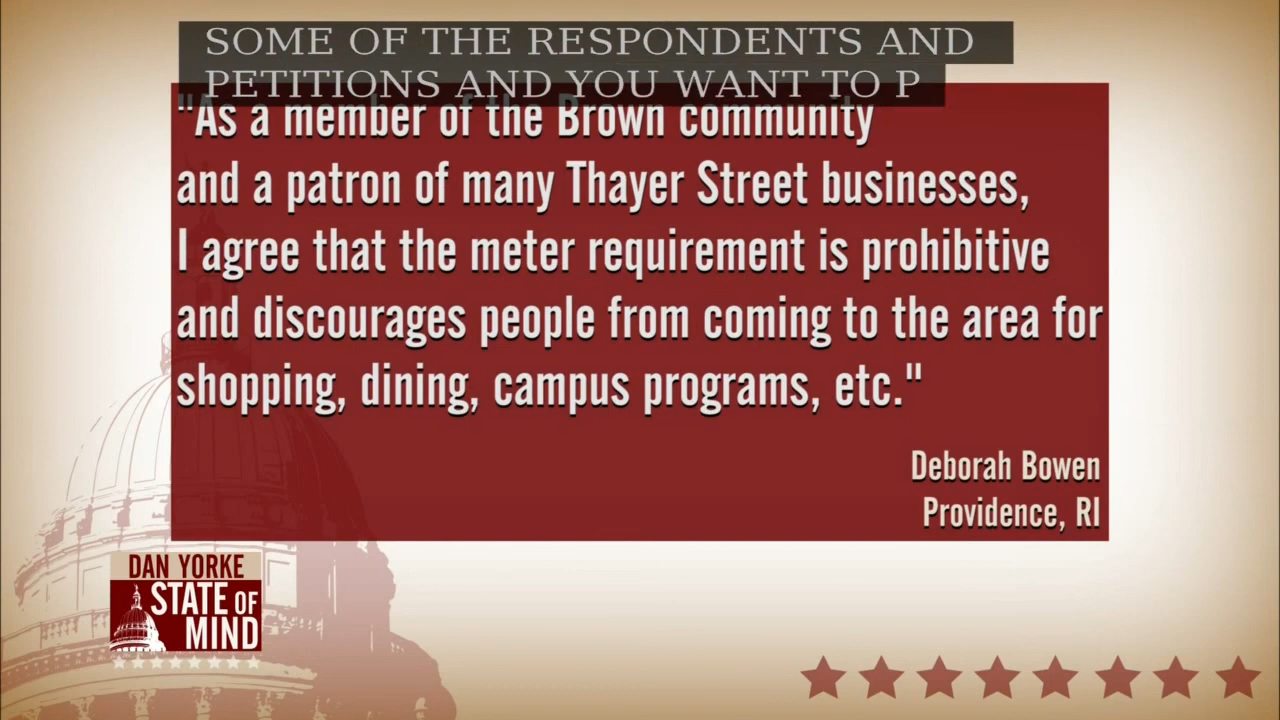 SOME OF THE RESPONDENTS AND
PETITIONS AND YOU WANT TO P
"As a member of the Brown community
and a patron of many Thayer Street businesses,
I agree that the meter requirement is prohibitive
and discourages people from coming to the area for
shopping, dining, campus programs, etc."
Deborah Bowen
Providence, RI
DAN YORKE
STATE OF
MIND